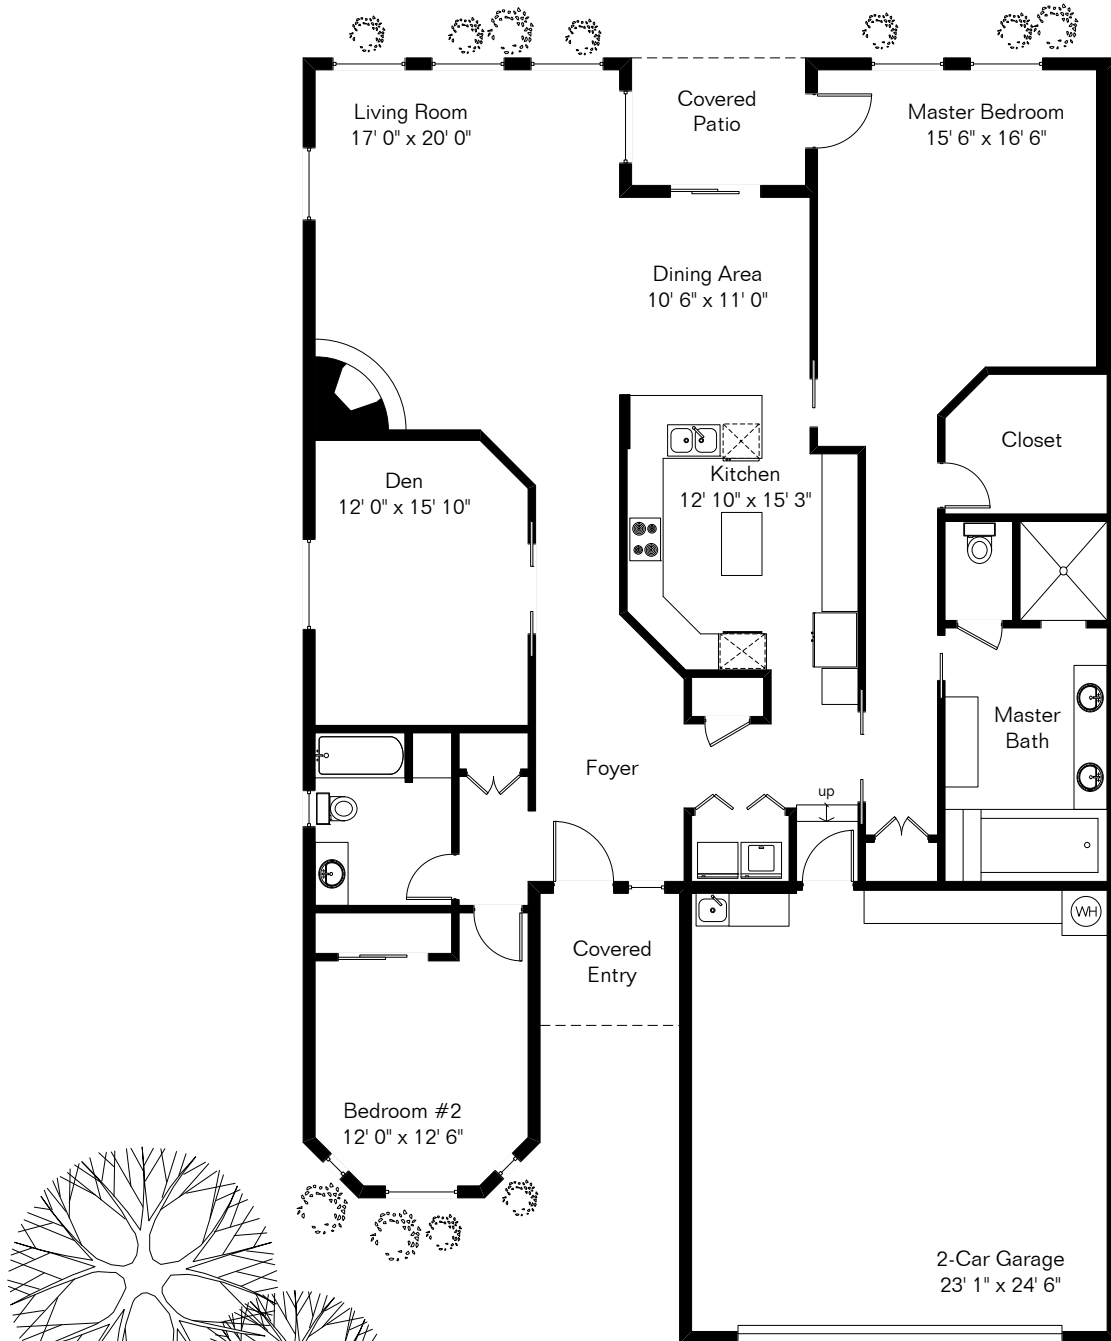 Living Room
17' 0" x 20' 0"
Covered
Patio
Master Bedroom
15' 6" x 16' 6"
Dining Area
10' 6" x 11' 0"
Closet
Kitchen
12' 10" x 15' 3"
Den
12' 0" x 15' 10"
Master
Bath
Foyer
up
WH
Covered
Entry
Bedroom #2
12' 0" x 12' 6"
2-Car Garage
23' 1" x 24' 6"